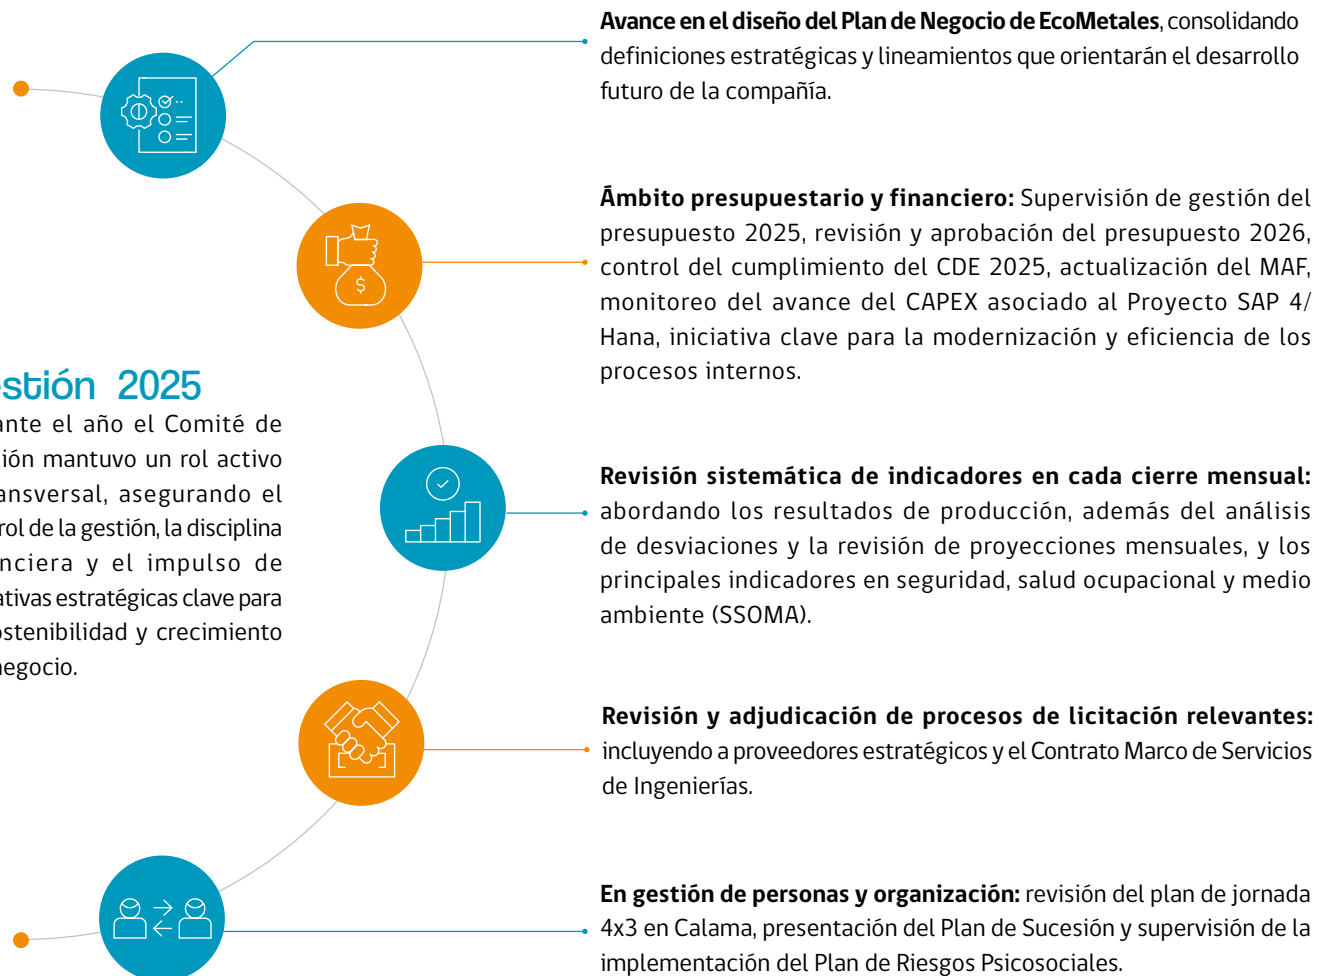 Avance en el diseño del Plan de Negocio de EcoMetales, consolidando
definiciones estratégicas y lineamientos que orientarán el desarrollo
futuro de la compañía.
Ámbito presupuestario y financiero: Supervisión de gestión del
presupuesto 2025, revisión y aprobación del presupuesto 2026,
control del cumplimiento del CDE 2025, actualización del MAF,
monitoreo del avance del CAPEX asociado al Proyecto SAP 4/
Hana, iniciativa clave para la modernización y eficiencia de los
procesos internos.
$
estión 2025
ante el año el Comité de
ión mantuvo un rol activo
ansversal, asegurando el
rol de la gestión, la disciplina
nciera y el impulso de
ativas estratégicas clave para
ostenibilidad y crecimiento
negocio.
Revisión sistemática de indicadores en cada cierre mensual:
abordando los resultados de producción, además del análisis
de desviaciones y la revisión de proyecciones mensuales, y los
principales indicadores en seguridad, salud ocupacional y medio
ambiente (SSOMA).
Revisión y adjudicación de procesos de licitación relevantes:
incluyendo a proveedores estratégicos y el Contrato Marco de Servicios
de Ingenierías.
En gestión de personas y organización: revisión del plan de jornada
4x3 en Calama, presentación del Plan de Sucesión y supervisión de la
implementación del Plan de Riesgos Psicosociales.